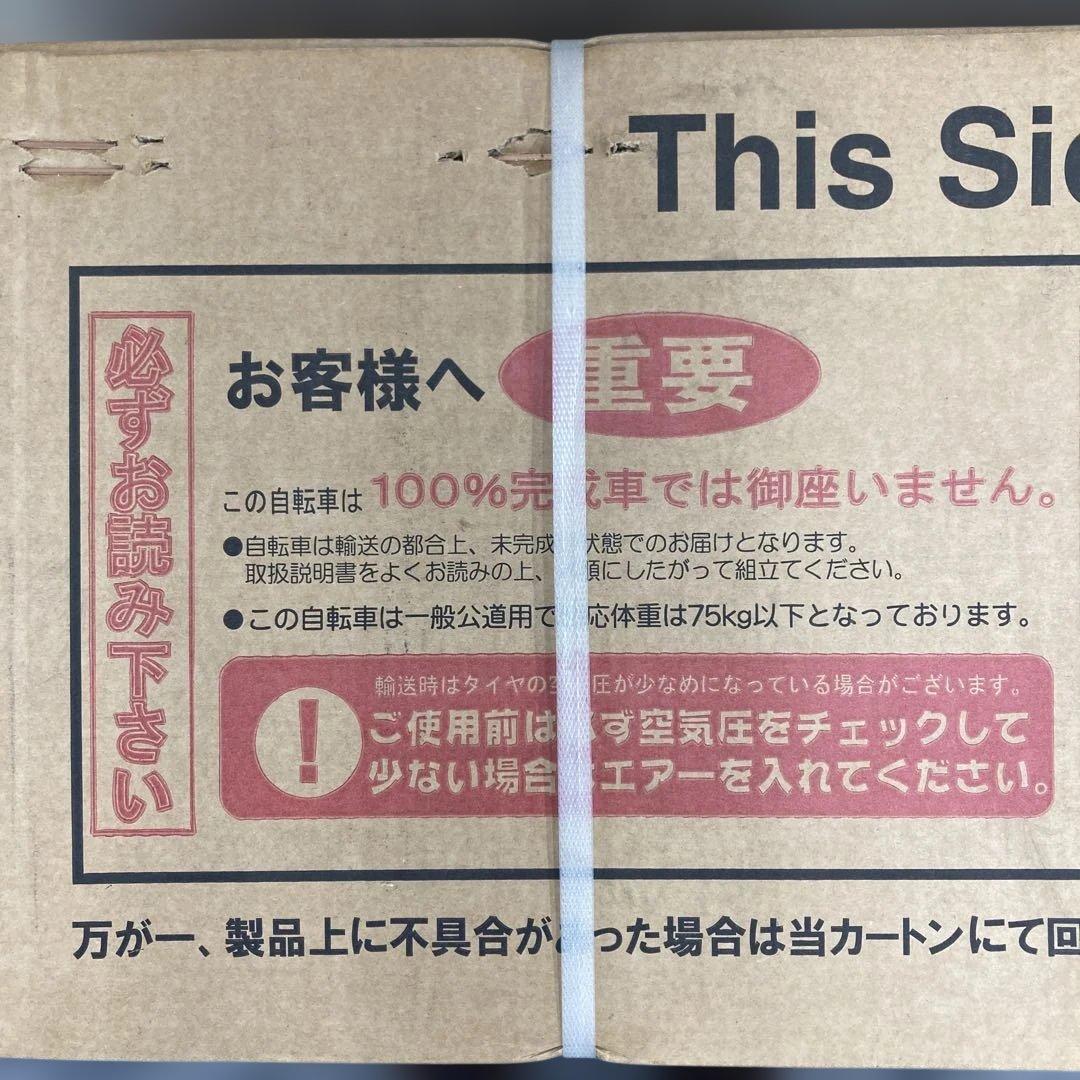 This Si
必ずお読み下さい
お客様へ 重要
この自転車は 100%完成車では御座いません。
●自転車は輸送の都合上、未完成 状態でのお届けとなります。
取扱説明書をよくお読みの上、 順にしたがって組立てください。
●この自転車は一般公道用で 応体重は75kg以下となっております。
輸送時はタイヤの空 圧が少なめになっている場合がございます。
! ご使用前は必ず空気圧をチェックして
少ない場合はエアーを入れてください。
万が一、製品上に不具合があった場合は当カートンにて回